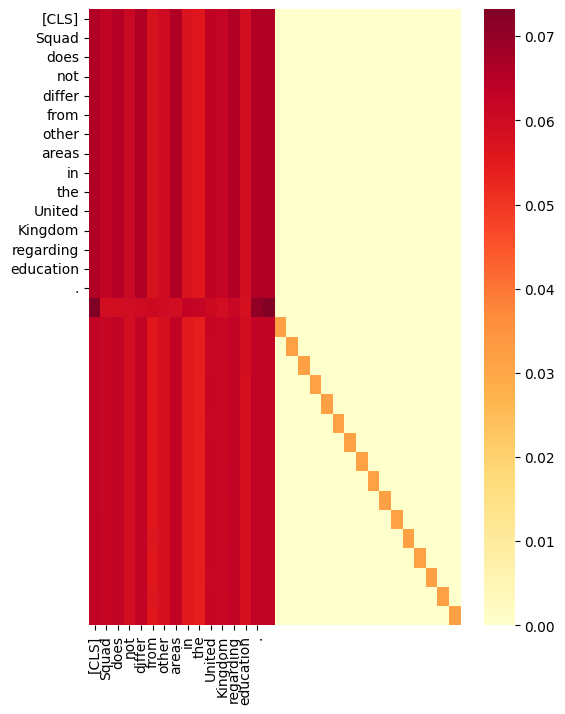 [CLS]
Squad
does
not
differ
from
other
areas
in
the
United
Kingdom
regarding
education
.
0.07
0.06
0.05
0.04
0.03
0.02
0.01
0.00
[CLS]
Squad
does
not
differ
from
other
areas
in
the
United
Kingdom
regarding
education
.